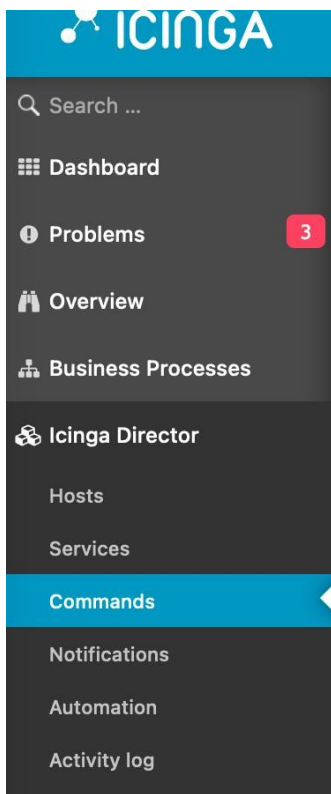 ICINGA
Search ...
Dashboard
Problems 3
Overview
Business Processes
Icinga Director
Hosts
Services
Commands
Notifications
Automation
Activity log